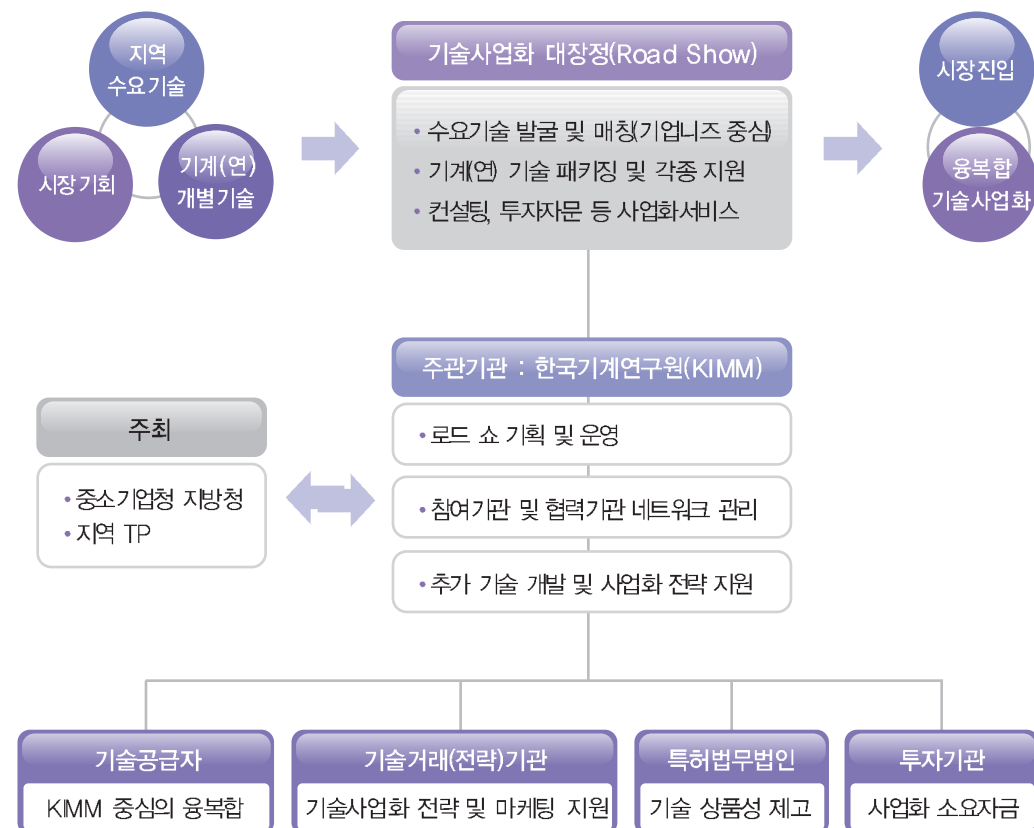 지역
수요기술
시장기회
기계(연)
개별기술
기술사업화 대장정(Road Show)
• 수요기술 발굴 및 매칭(기업니즈 중심)
• 기계(연) 기술 패키징 및 각종 지원
• 컨설팅, 투자자문 등 사업화서비스
시장진입
융복합
기술사업화
주관기관 : 한국기계연구원(KIMM)
• 로드 쇼 기획 및 운영
• 참여기관 및 협력기관 네트워크 관리
• 추가 기술 개발 및 사업화 전략 지원
주최
• 중소기업청 지방청
• 지역 TP
기술공급자
KIMM 중심의 융복합
기술거래(전략)기관
기술사업화 전략 및 마케팅 지원
특허법무법인
기술 상품성 제고
투자기관
사업화 소요자금